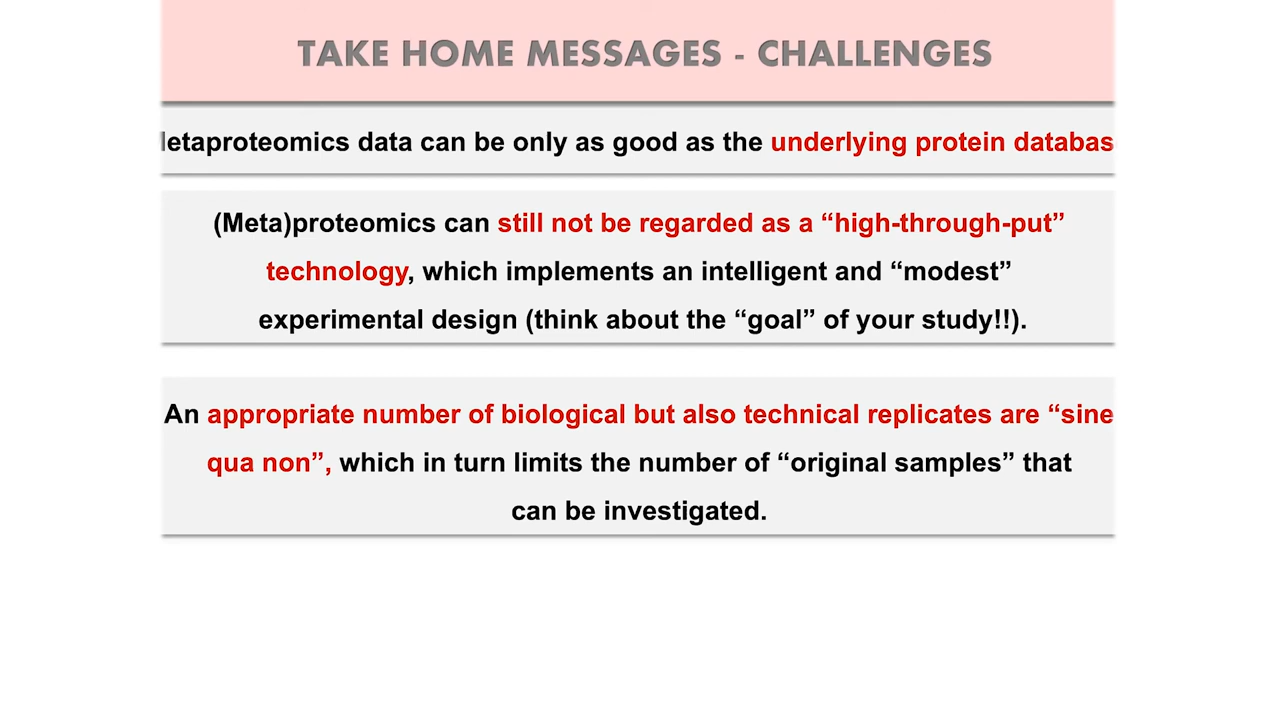 TAKE HOME MESSAGES - CHALLENGES
etaproteomics data can be only as good as the underlying protein databas
(Meta)proteomics can still not be regarded as a “high-through-put”
technology, which implements an intelligent and “modest”
experimental design (think about the “goal” of your study!!).
An appropriate number of biological but also technical replicates are “sine
qua non”, which in turn limits the number of “original samples” that
can be investigated.